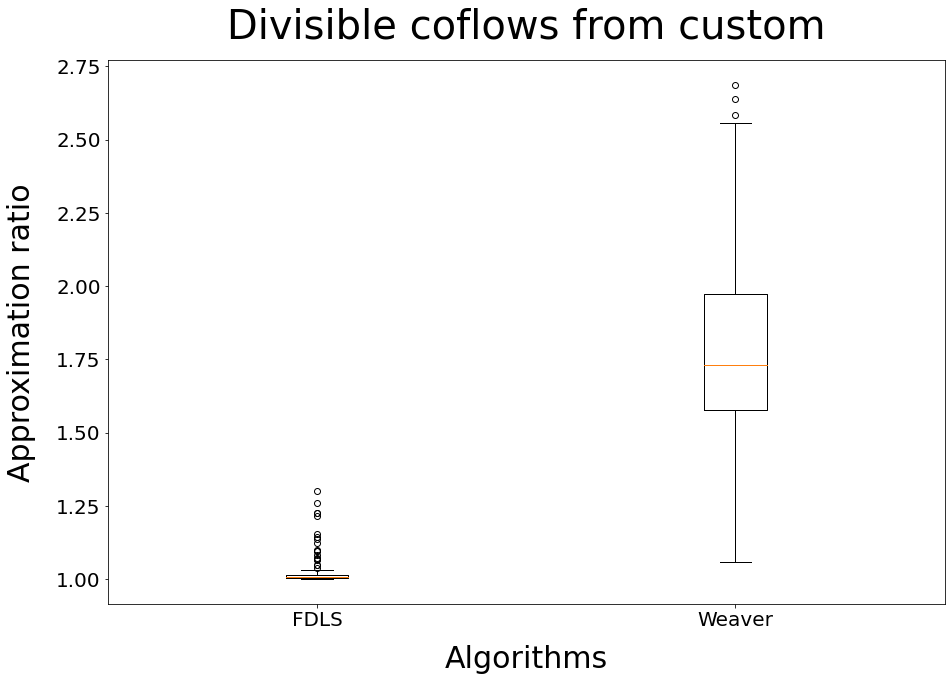 Divisible coflows from custom
Approximation ratio
2.75
2.50
2.25
2.00
1.75
1.50
1.25
1.00
FDLS Weaver
Algorithms